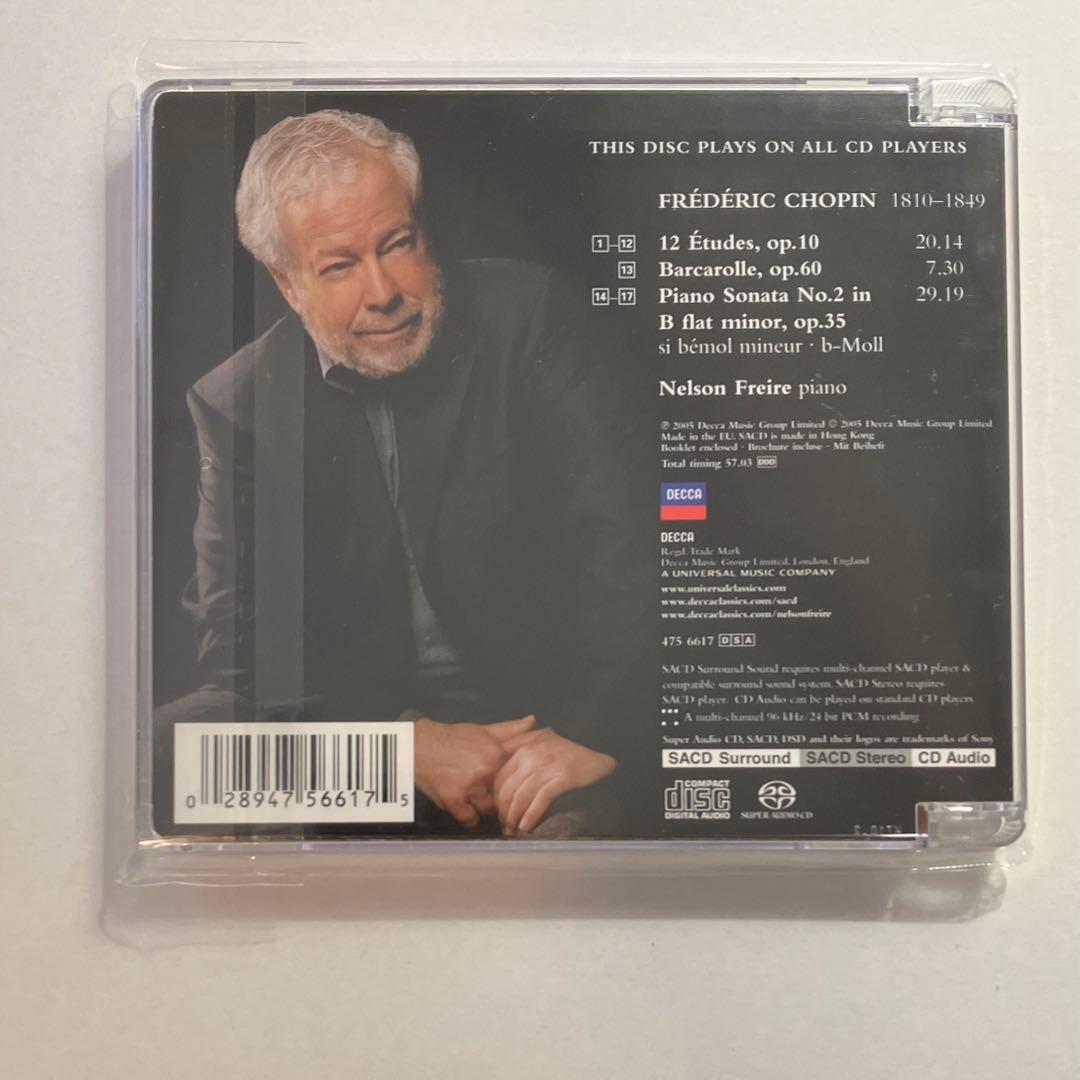 THIS DISC PLAYS ON ALL CD PLAYERS
FRÉDÉRIC CHOPIN 1810–1849
1–12 12 Études, op.10 20.14
13 Barcarolle, op.60 7.30
14–17 Piano Sonata No.2 in 29.19
B flat minor, op.35
si bémol mineur · b-Moll
Nelson Freire piano
℗ 2005 Decca Music Group Limited © 2005 Decca Music Group Limited
Made in the EU. SACD is made in Hong Kong
Booklet enclosed · Brochure incluse · Mit Beiheft
Total timing 57.03 DDD
DECCA
DECCA
Regd. Trade Mark
Decca Music Group Limited, London, England
A UNIVERSAL MUSIC COMPANY
www.universalclassics.com
www.deccaclassics.com/sacd
www.deccaclassics.com/nelsonfreire
475 6617 DSA
SACD Surround Sound requires multi-channel SACD player &
compatible surround sound system. SACD Stereo requires
SACD player. CD Audio can be played on standard CD players
A multi-channel 96 kHz/24 bit PCM recording
Super Audio CD, SACD, DSD and their logos are trademarks of Sony
SACD Surround SACD Stereo CD Audio
COMPACT
disc
DIGITAL AUDIO
SUPER AUDIO CD
0 28947 56617 5